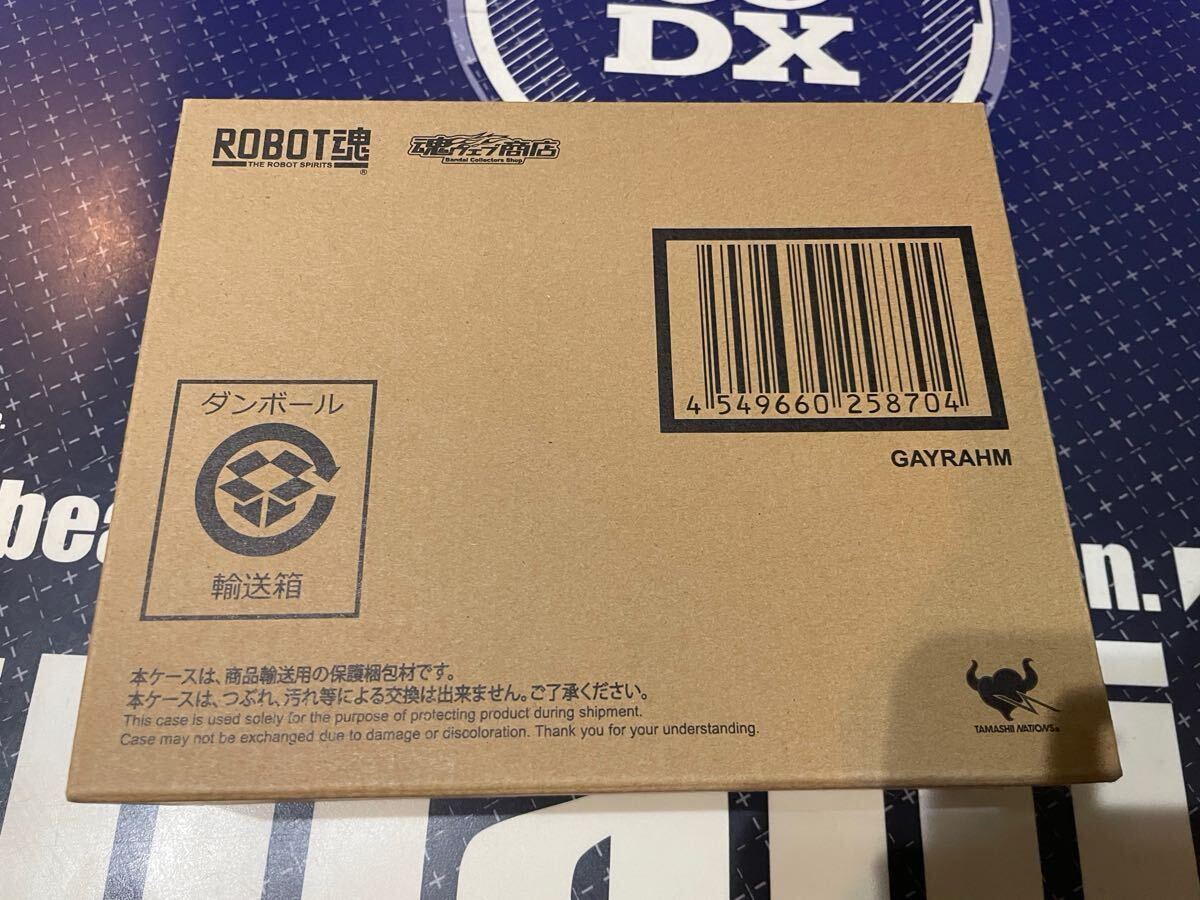 DX
ROBOT魂
THE ROBOT SPIRITS
®
魂ウェブ商店
Bandai Collectors Shop
4 549660 258704
GAYRAHM
ダンボール
輸送箱
bea
n.
本ケースは、商品輸送用の保護梱包材です。
本ケースは、つぶれ、汚れ等による交換は出来ません。ご了承ください。
This case is used solely for the purpose of protecting product during shipment.
Case may not be exchanged due to damage or discoloration. Thank you for your understanding.
TAMASHII NATIONS®